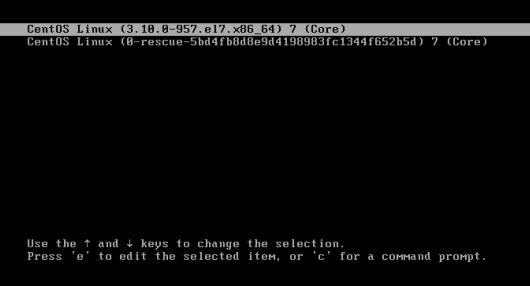 CentOS Linux (3.10.0-957.el7.x86_64) 7 (Core)
CentOS Linux (0-rescue-5bd4fb8d8e9d4198983fc1344f652b5d) 7 (Core)
Use the ↑ and ↓ keys to change the selection.
Press 'e' to edit the selected item, or 'c' for a command prompt.